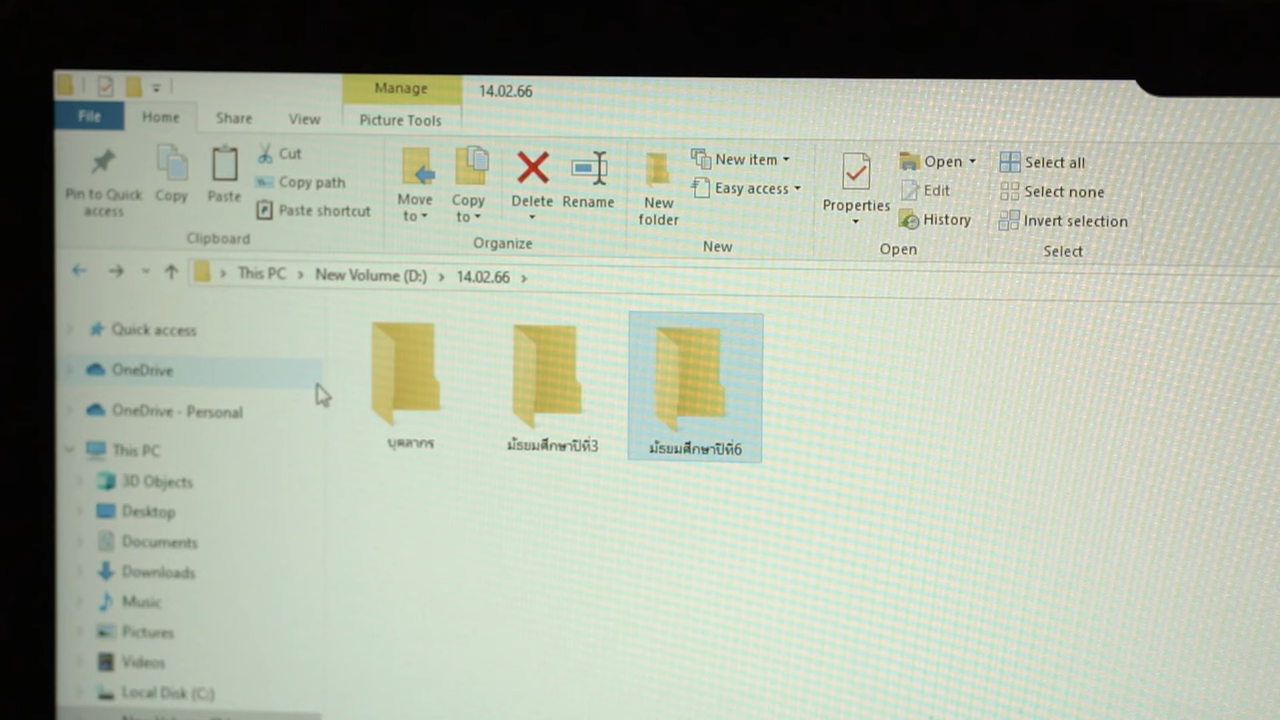 Manage
14.02.66
File
Home
Share
View
Picture Tools
Pin to Quick access
Copy
Paste
Cut
Copy path
Paste shortcut
Clipboard
Move to
Copy to
Delete
Rename
Organize
New folder
New item
Easy access
New
Properties
Open
Edit
History
Open
Select all
Select none
Invert selection
Select
This PC
New Volume (D:)
14.02.66
Quick access
OneDrive
OneDrive - Personal
This PC
3D Objects
Desktop
Documents
Downloads
Music
Pictures
Videos
Local Disk (C:)
บุคลากร
มัธยมศึกษาปีที่3
มัธยมศึกษาปีที่6